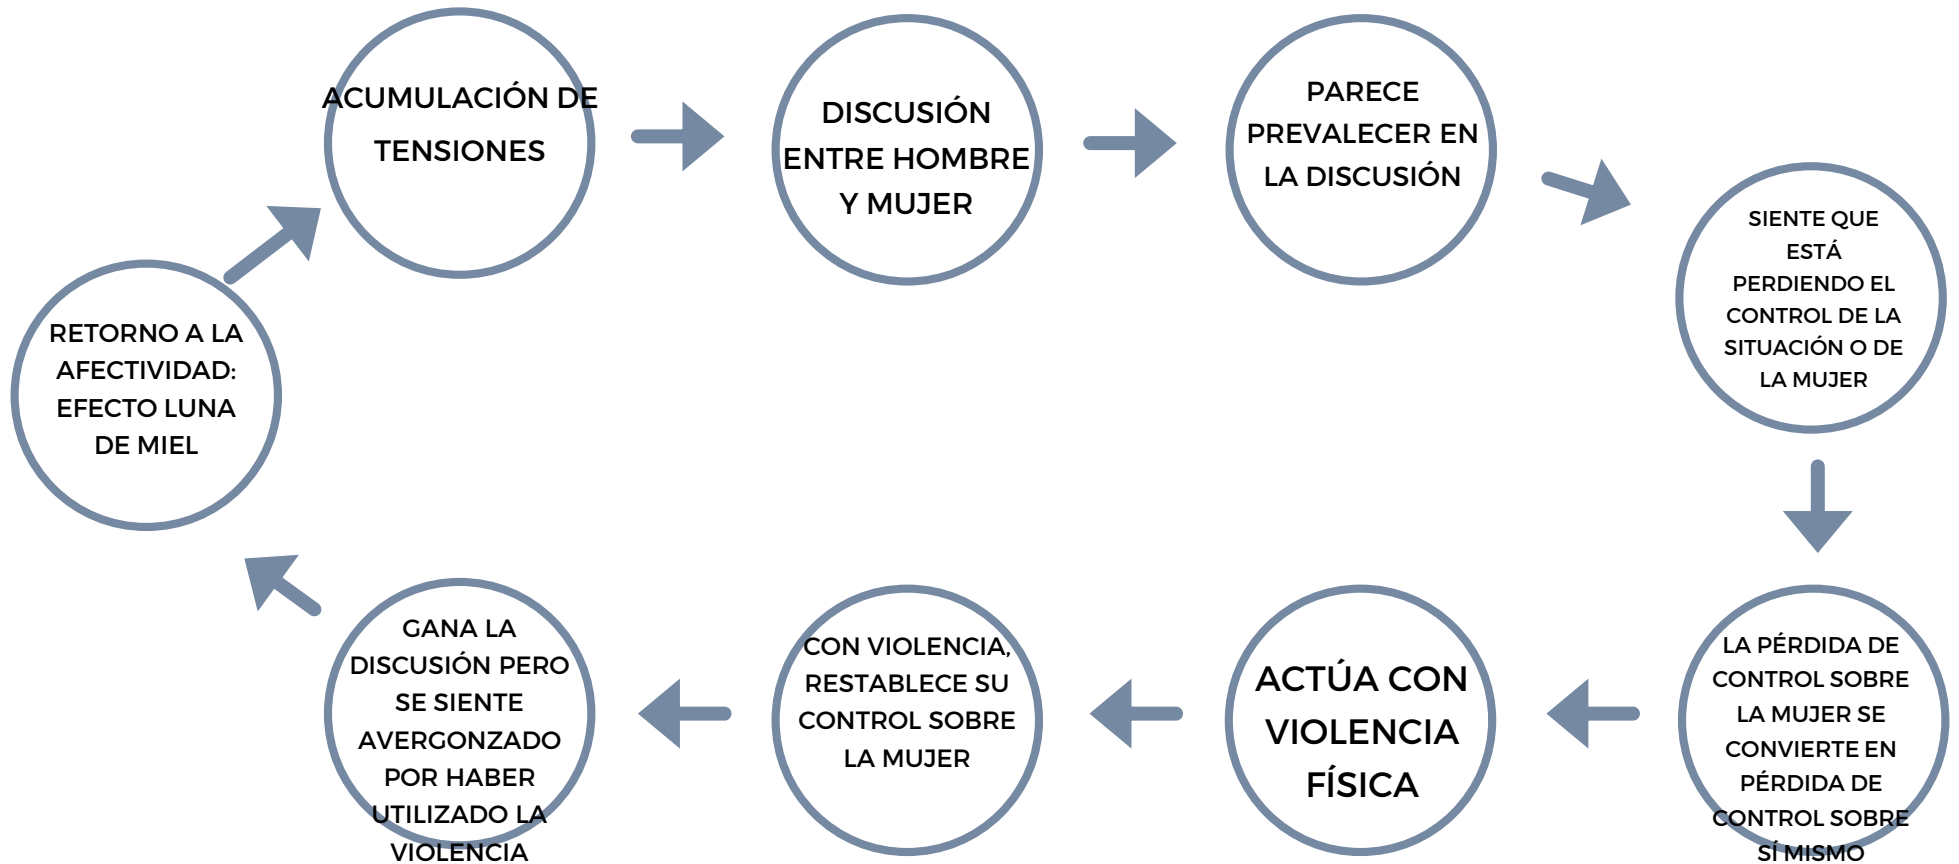 ACUMULACIÓN DE
TENSIONES
DISCUSIÓN
ENTRE HOMBRE
Y MUJER
PARECE
PREVALECER EN
LA DISCUSIÓN
SIENTE QUE
ESTÁ
PERDIENDO EL
CONTROL DE LA
SITUACIÓN O DE
LA MUJER
LA PÉRDIDA DE
CONTROL SOBRE
LA MUJER SE
CONVIERTE EN
PÉRDIDA DE
CONTROL SOBRE
SÍ MISMO
ACTÚA CON
VIOLENCIA
FÍSICA
CON VIOLENCIA,
RESTABLECE SU
CONTROL SOBRE
LA MUJER
GANA LA
DISCUSIÓN PERO
SE SIENTE
AVERGONZADO
POR HABER
UTILIZADO LA
VIOLENCIA
RETORNO A LA
AFECTIVIDAD:
EFECTO LUNA
DE MIEL